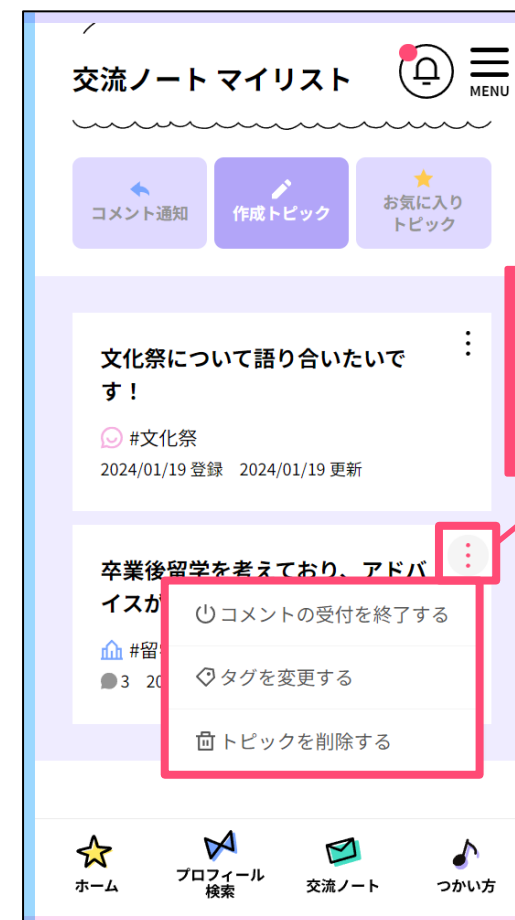 交流ノート マイリスト
MENU
コメント通知
作成トピック
お気に入り
トピック
文化祭について語り合いたいで
す！
#文化祭
2024/01/19 登録 2024/01/19 更新
卒業後留学を考えており、アドバ
イスが
#留
3 20
コメントの受付を終了する
タグを変更する
トピックを削除する
ホーム
プロフィール
検索
交流ノート
つかい方